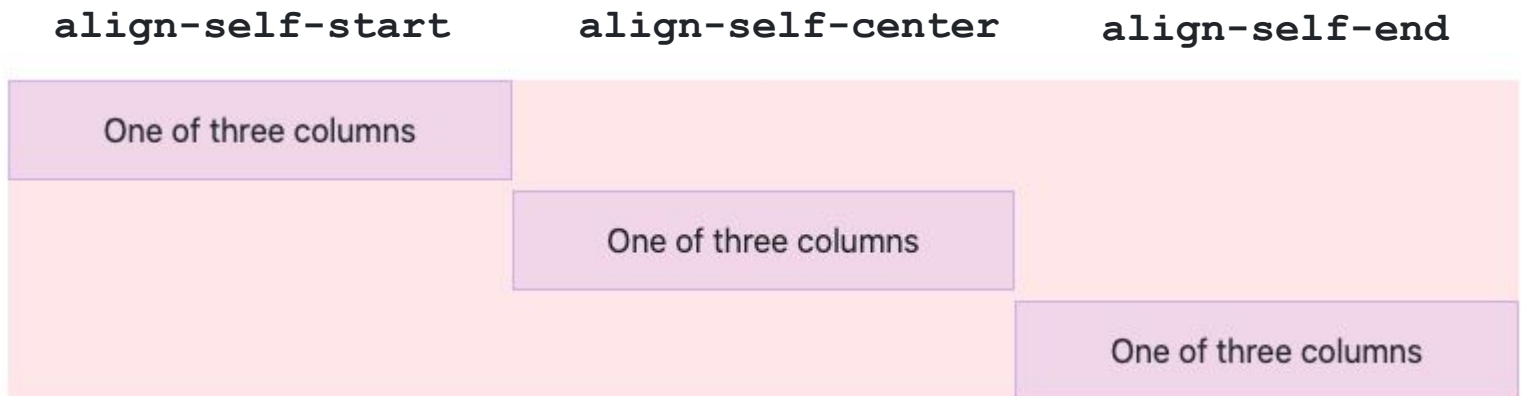 align-self-start align-self-center align-self-end
One of three columns
One of three columns
One of three columns